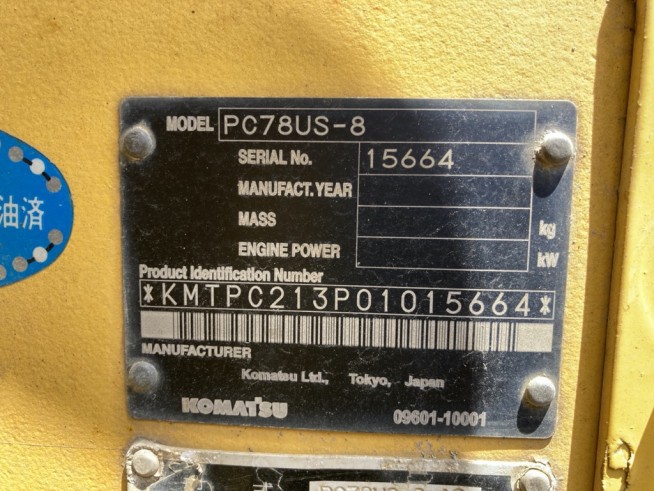 MODEL PC78US-8
SERIAL No. 15664
MANUFACT. YEAR
MASS kg
ENGINE POWER kW
Product Identification Number
*KMTPC213P01015664*
MANUFACTURER
Komatsu Ltd., Tokyo, Japan
KOMATSU 09601-10001
油済